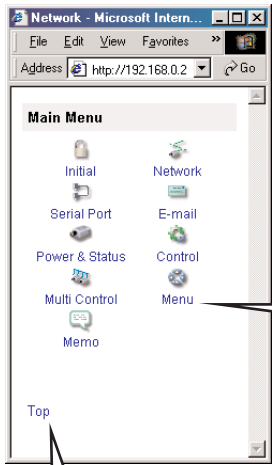 Network - Microsoft Intern...
File Edit View Favorites »
Address http://192.168.0.2 Go
Main Menu
Initial Network
Serial Port E-mail
Power & Status Control
Multi Control Menu
Memo
Top